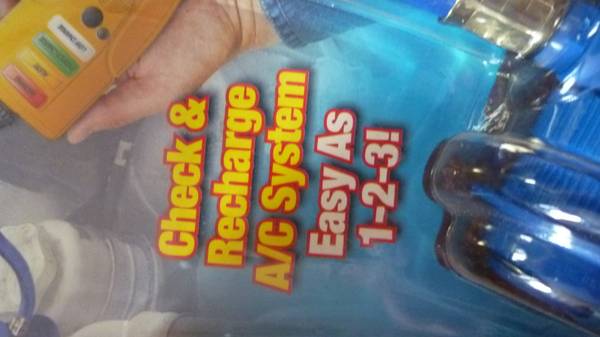 Check &
Recharge
A/C System
Easy As
1-2-3!